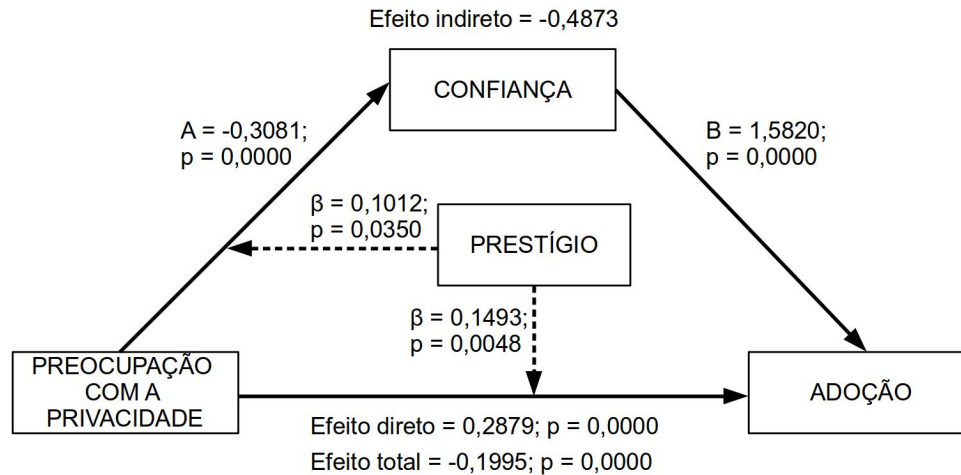 Efeito indireto = -0,4873
CONFIANÇA
A = -0,3081;
p = 0,0000
B = 1,5820;
p = 0,0000
β = 0,1012;
p = 0,0350
PRESTÍGIO
β = 0,1493;
p = 0,0048
PREOCUPAÇÃO
COM A
PRIVACIDADE
ADOÇÃO
Efeito direto = 0,2879; p = 0,0000
Efeito total = -0,1995; p = 0,0000